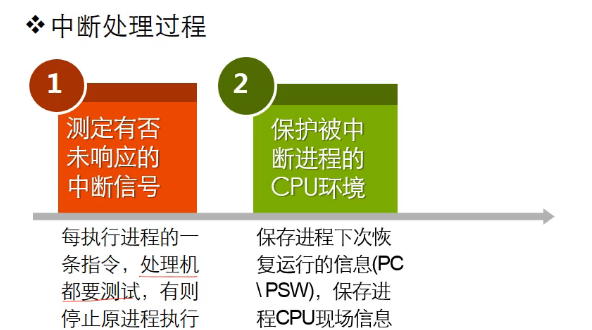 ❖中断处理过程
1
测定有否
未响应的
中断信号
每执行进程的一
条指令，处理机
都要测试，有则
停止原进程执行
2
保护被中
断进程的
CPU环境
保存进程下次恢
复运行的信息(PC
\ PSW)，保存进
程CPU现场信息